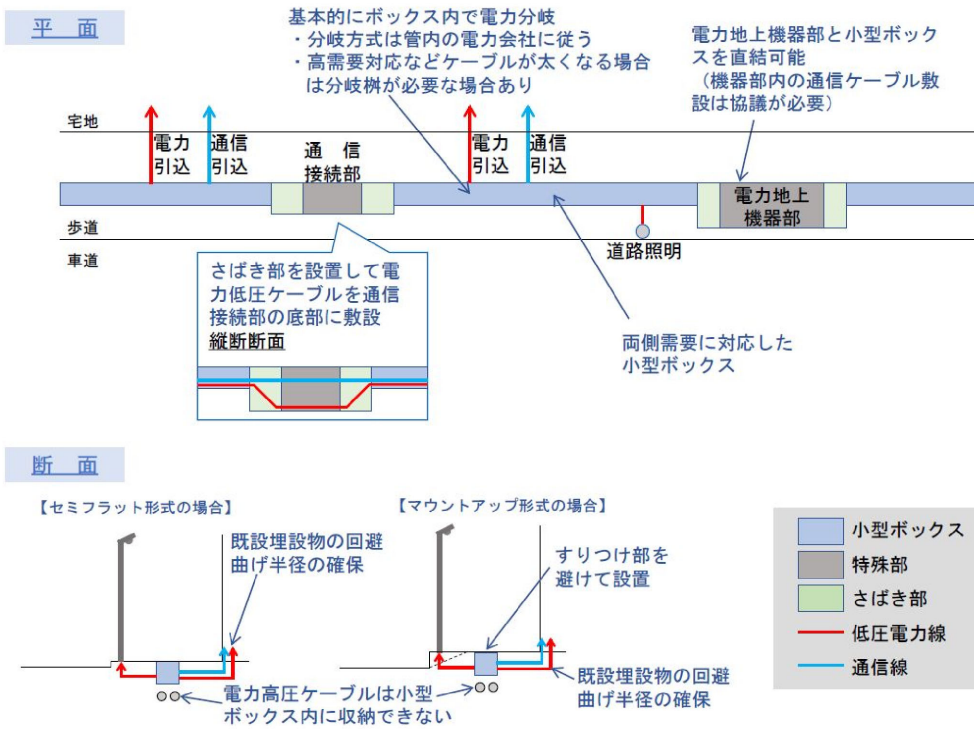 平　面
基本的にボックス内で電力分岐
・分岐方式は管内の電力会社に従う
・高需要対応などケーブルが太くなる場合
は分岐桝が必要な場合あり
電力地上機器部と小型ボック
スを直結可能
（機器部内の通信ケーブル敷
設は協議が必要）
宅地
電力
引込
通信
引込
通　信
接続部
電力
引込
通信
引込
電力地上
機器部
歩道
車道
道路照明
さばき部を設置して電
力低圧ケーブルを通信
接続部の底部に敷設
縦断断面
両側需要に対応した
小型ボックス
断　面
【セミフラット形式の場合】
既設埋設物の回避
曲げ半径の確保
電力高圧ケーブルは小型
ボックス内に収納できない
【マウントアップ形式の場合】
すりつけ部を
避けて設置
既設埋設物の回避
曲げ半径の確保
小型ボックス
特殊部
さばき部
低圧電力線
通信線